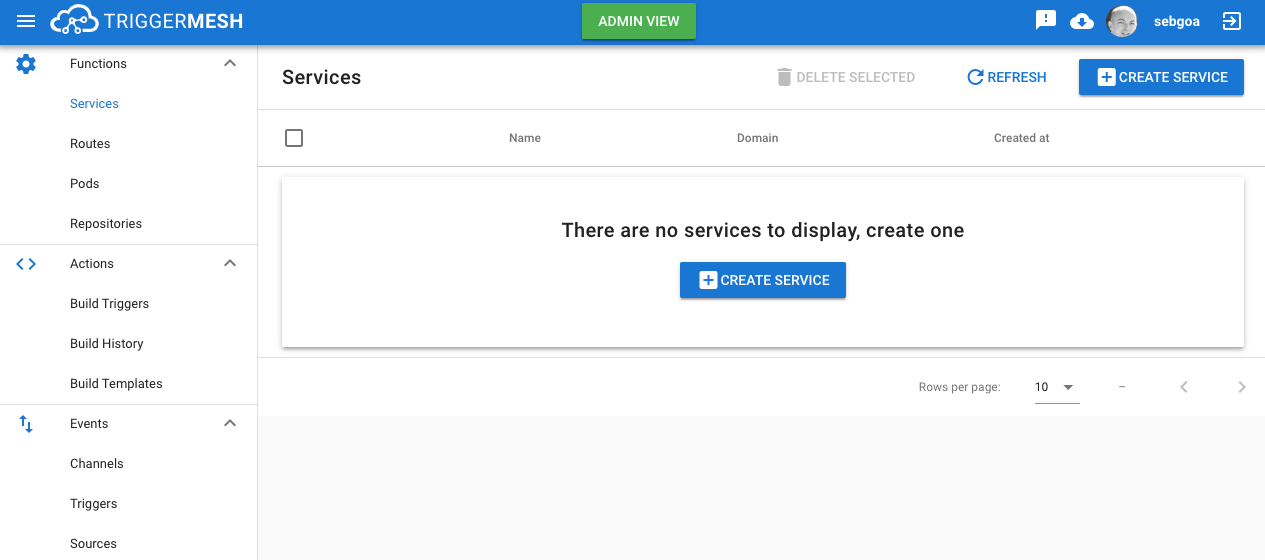 TRIGGERMESH
ADMIN VIEW
sebgoa
Functions
Services
Routes
Pods
Repositories
Actions
Build Triggers
Build History
Build Templates
Events
Channels
Triggers
Sources
Services
DELETE SELECTED
REFRESH
CREATE SERVICE
Name Domain Created at
There are no services to display, create one
CREATE SERVICE
Rows per page: 10 –